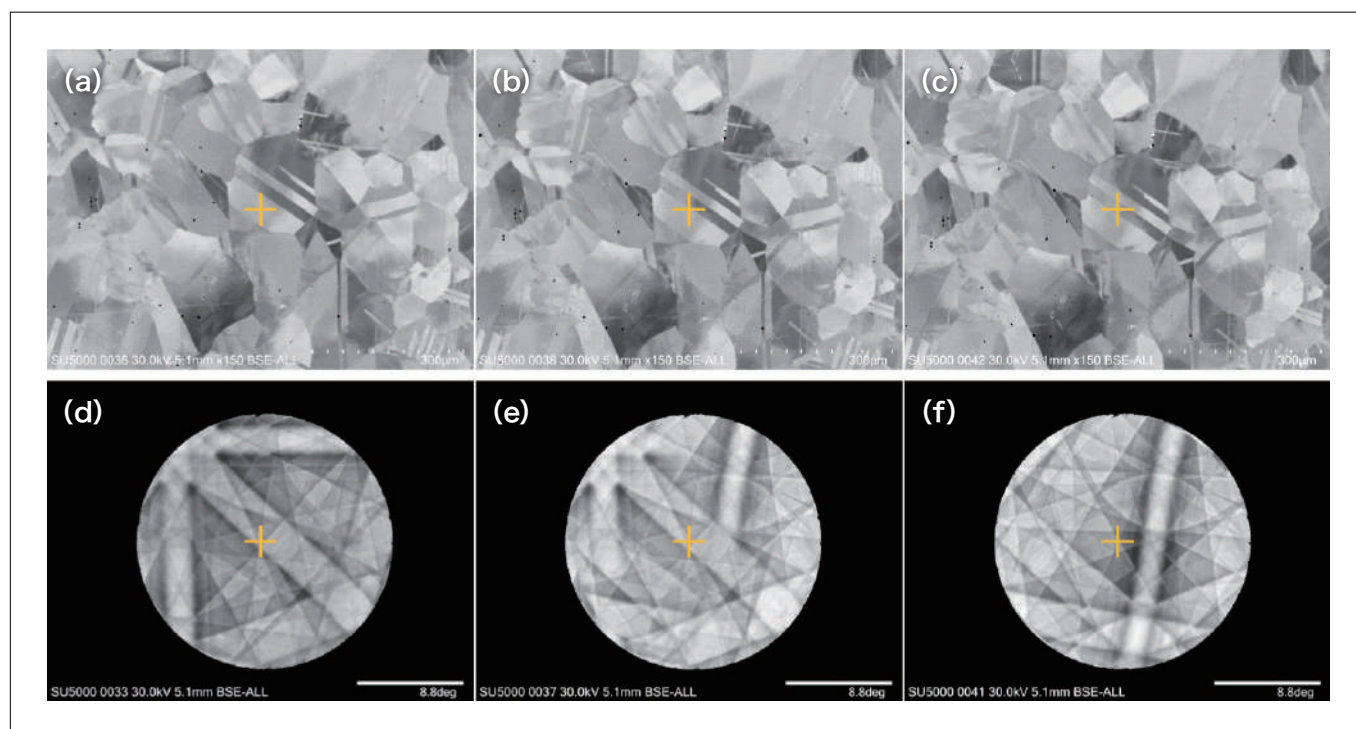 (a)
(b)
(c)
SU5000 0035 30.0kV 5.1mm x150 BSE-ALL 300μm
SU5000 0038 30.0kV 5.1mm x150 BSE-ALL 300μm
SU5000 0042 30.0kV 5.1mm x150 BSE-ALL 300μm
(d)
(e)
(f)
SU5000 0033 30.0kV 5.1mm BSE-ALL 8.8deg
SU5000 0037 30.0kV 5.1mm BSE-ALL 8.8deg
SU5000 0041 30.0kV 5.1mm BSE-ALL 8.8deg